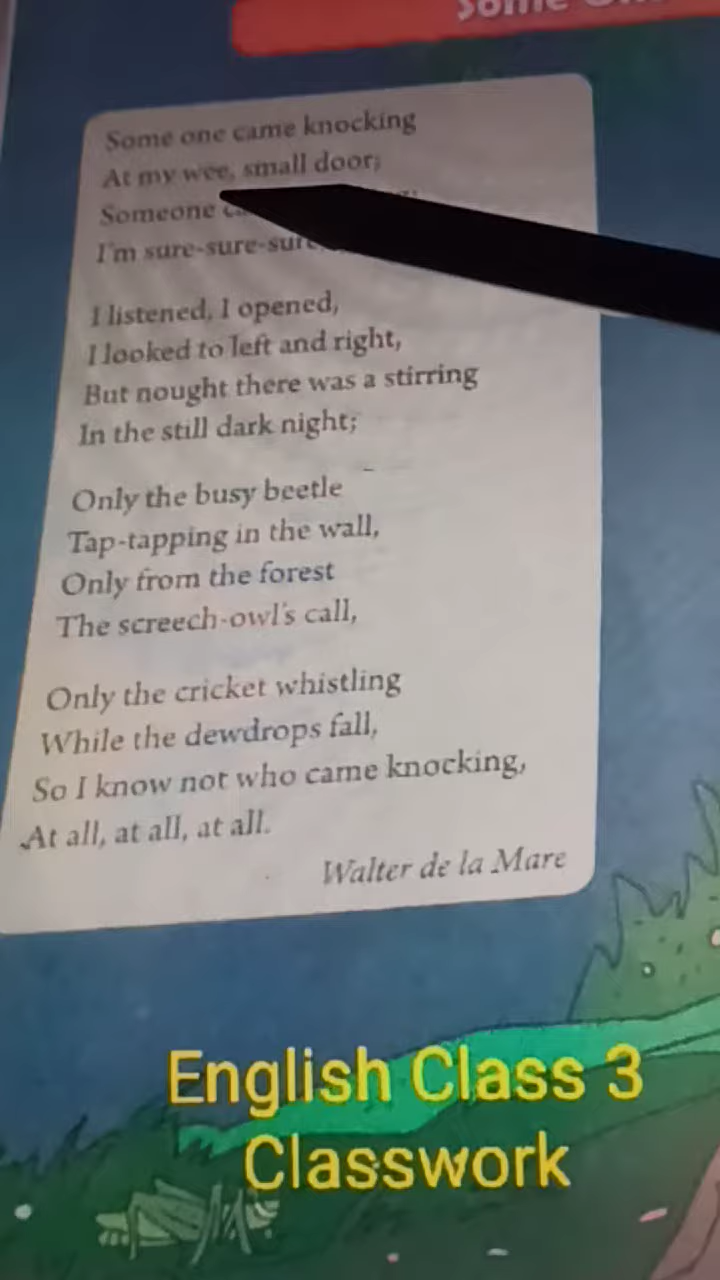 Some
Some one came knocking
At my wee, small door;
Someone
I'm sure-sure-sure
I listened, I opened,
I looked to left and right,
But nought there was a stirring
In the still dark night;
Only the busy beetle
Tap-tapping in the wall,
Only from the forest
The screech-owl's call,
Only the cricket whistling
While the dewdrops fall,
So I know not who came knocking,
At all, at all, at all.
Walter de la Mare
English Class 3
Classwork